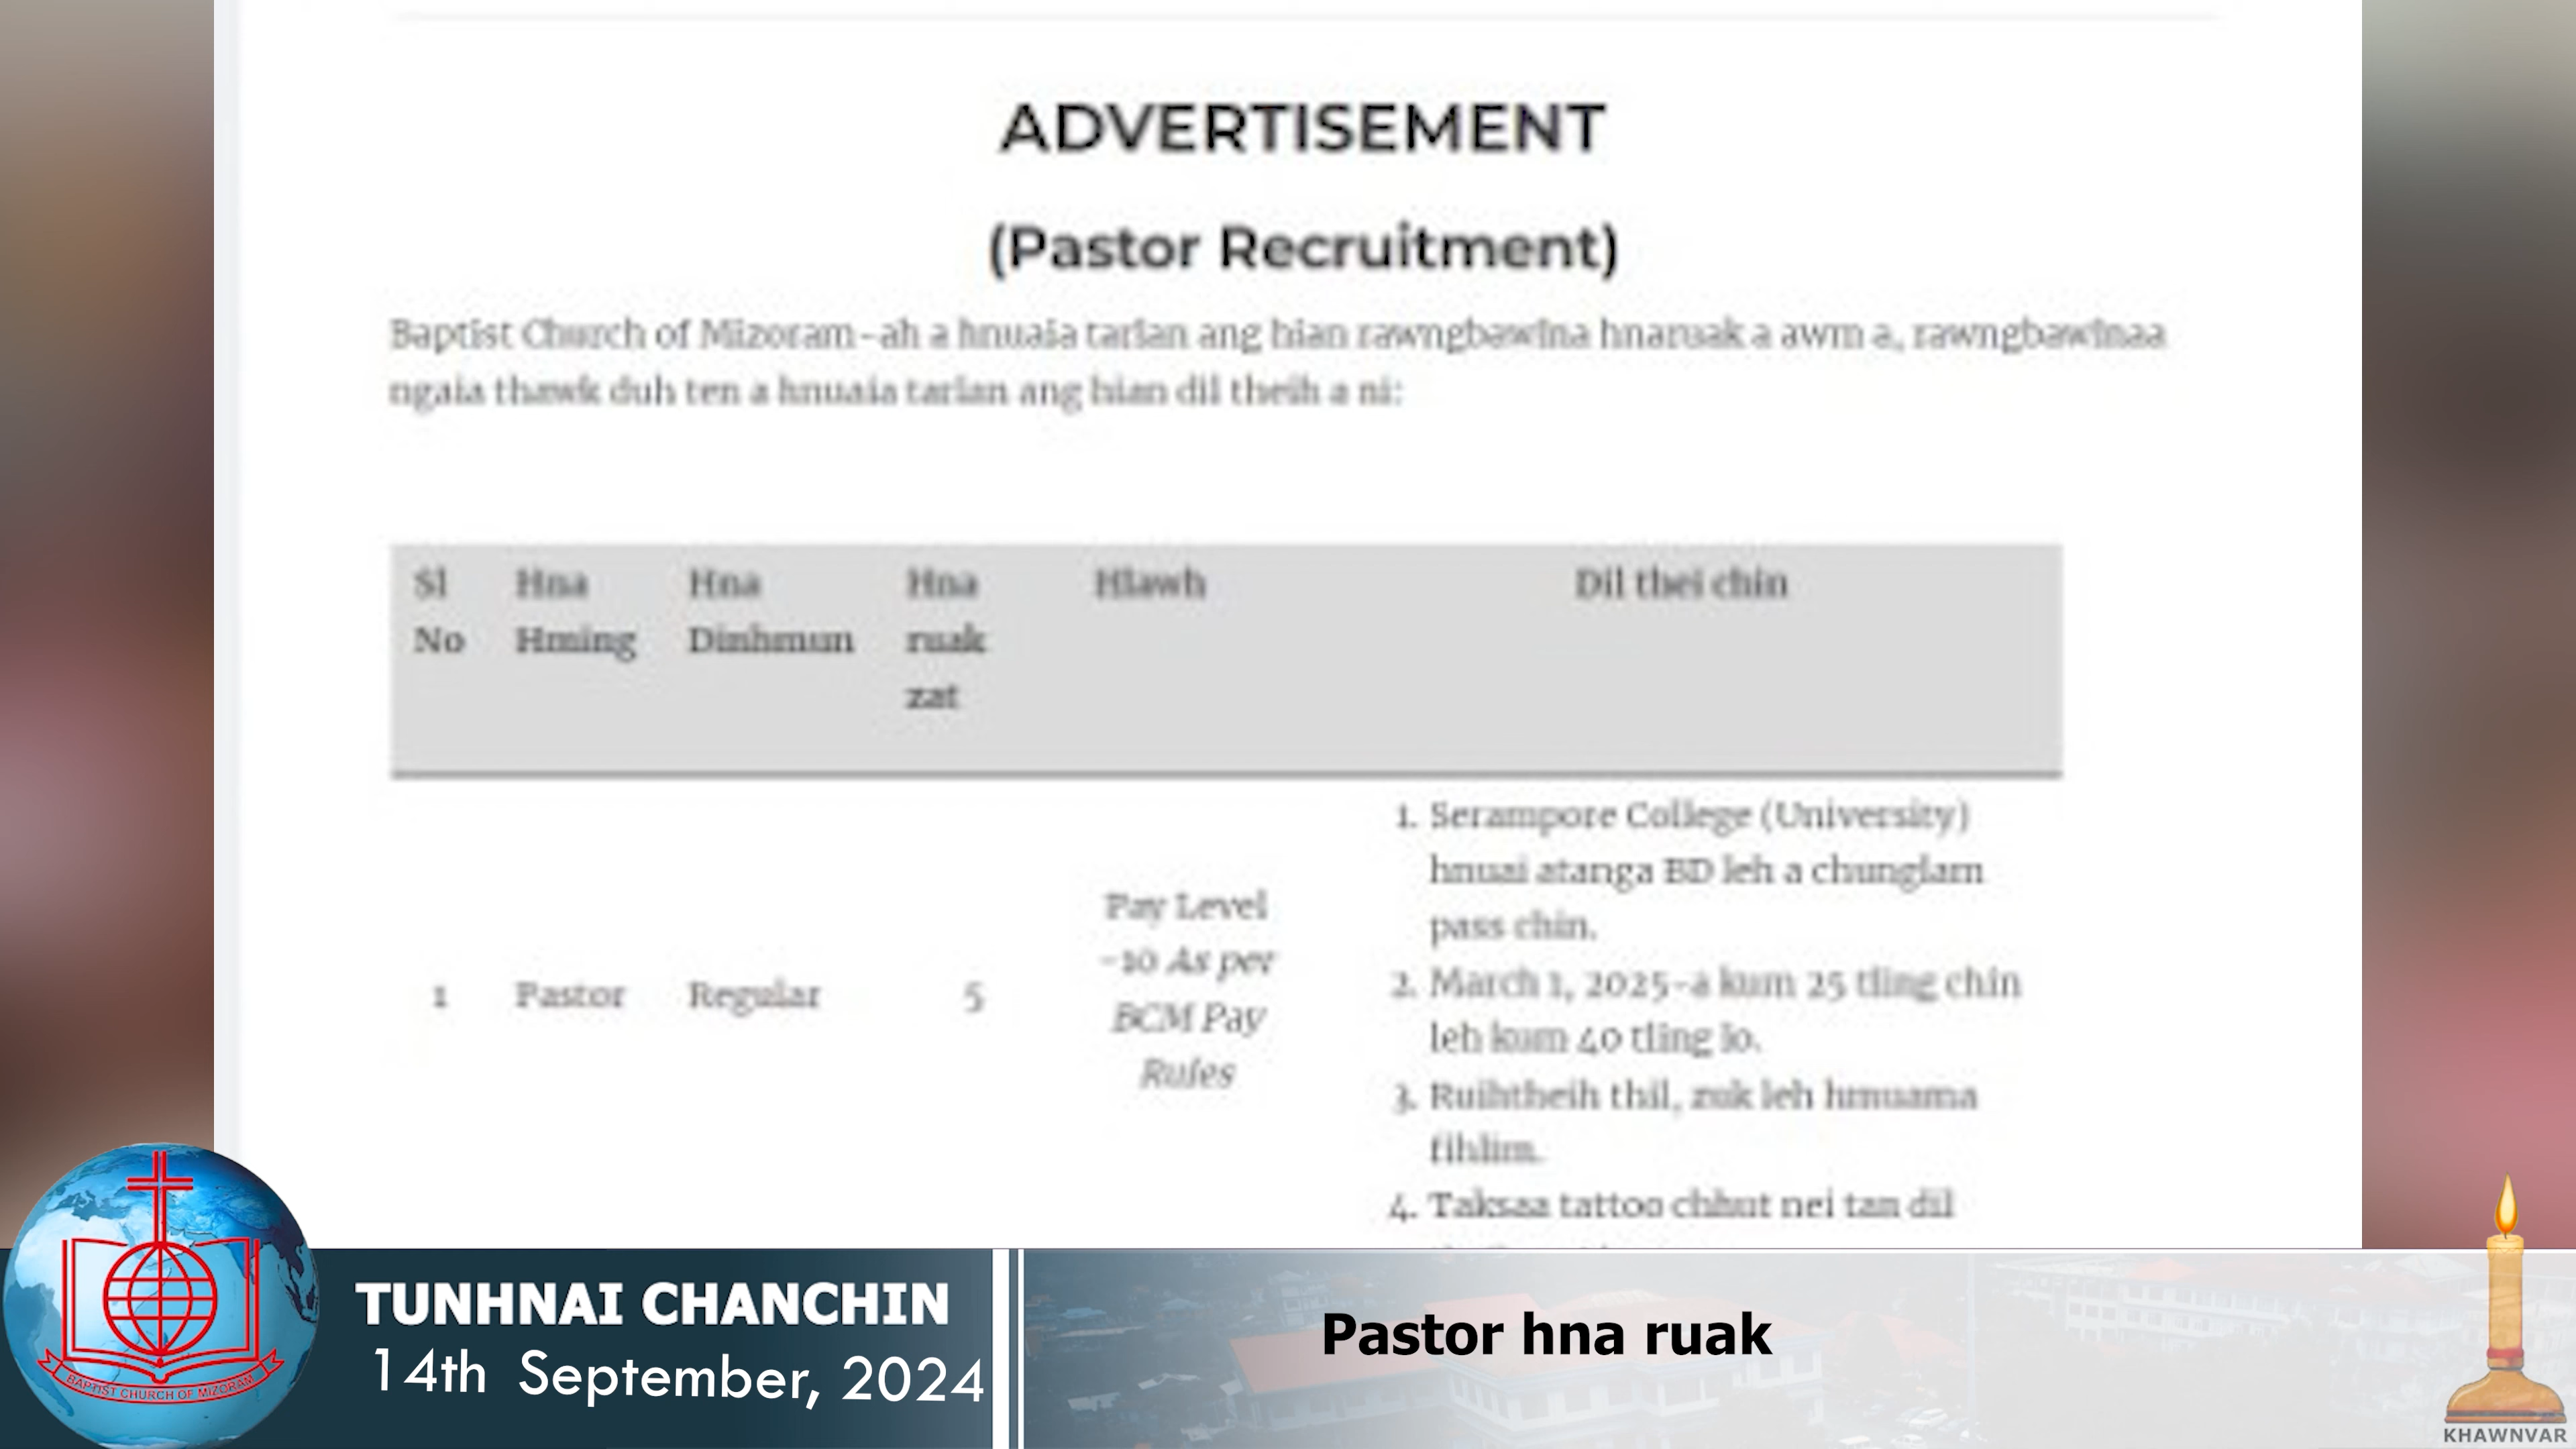 ADVERTISEMENT
(Pastor Recruitment)
Baptist Church of Mizoram-ah a hnuaia tarlan ang hian rawngbawlna hnaruak a awm a, rawngbawlnaa
ngaia thawk duh ten a hnuaia tarlan ang hian dil theih a ni:
Sl No
Hna Hming
Hna Dinhmun
Hna ruak zat
Hlawh
Dil thei chin
1
Pastor
Regular
5
Pay Level
-10 As per
BCM Pay
Rules
1. Serampore College (University)
hnuai atanga BD leh a chunglam
pass chin.
2. March 1, 2025-a kum 25 tling chin
leh kum 40 tling lo.
3. Ruihtheih thil, zuk leh hmuama
fihlim.
4. Taksaa tattoo chhut nei tan dil
BAPTIST CHURCH OF MIZORAM
TUNHNAI CHANCHIN
14th September, 2024
Pastor hna ruak
KHAWNVAR